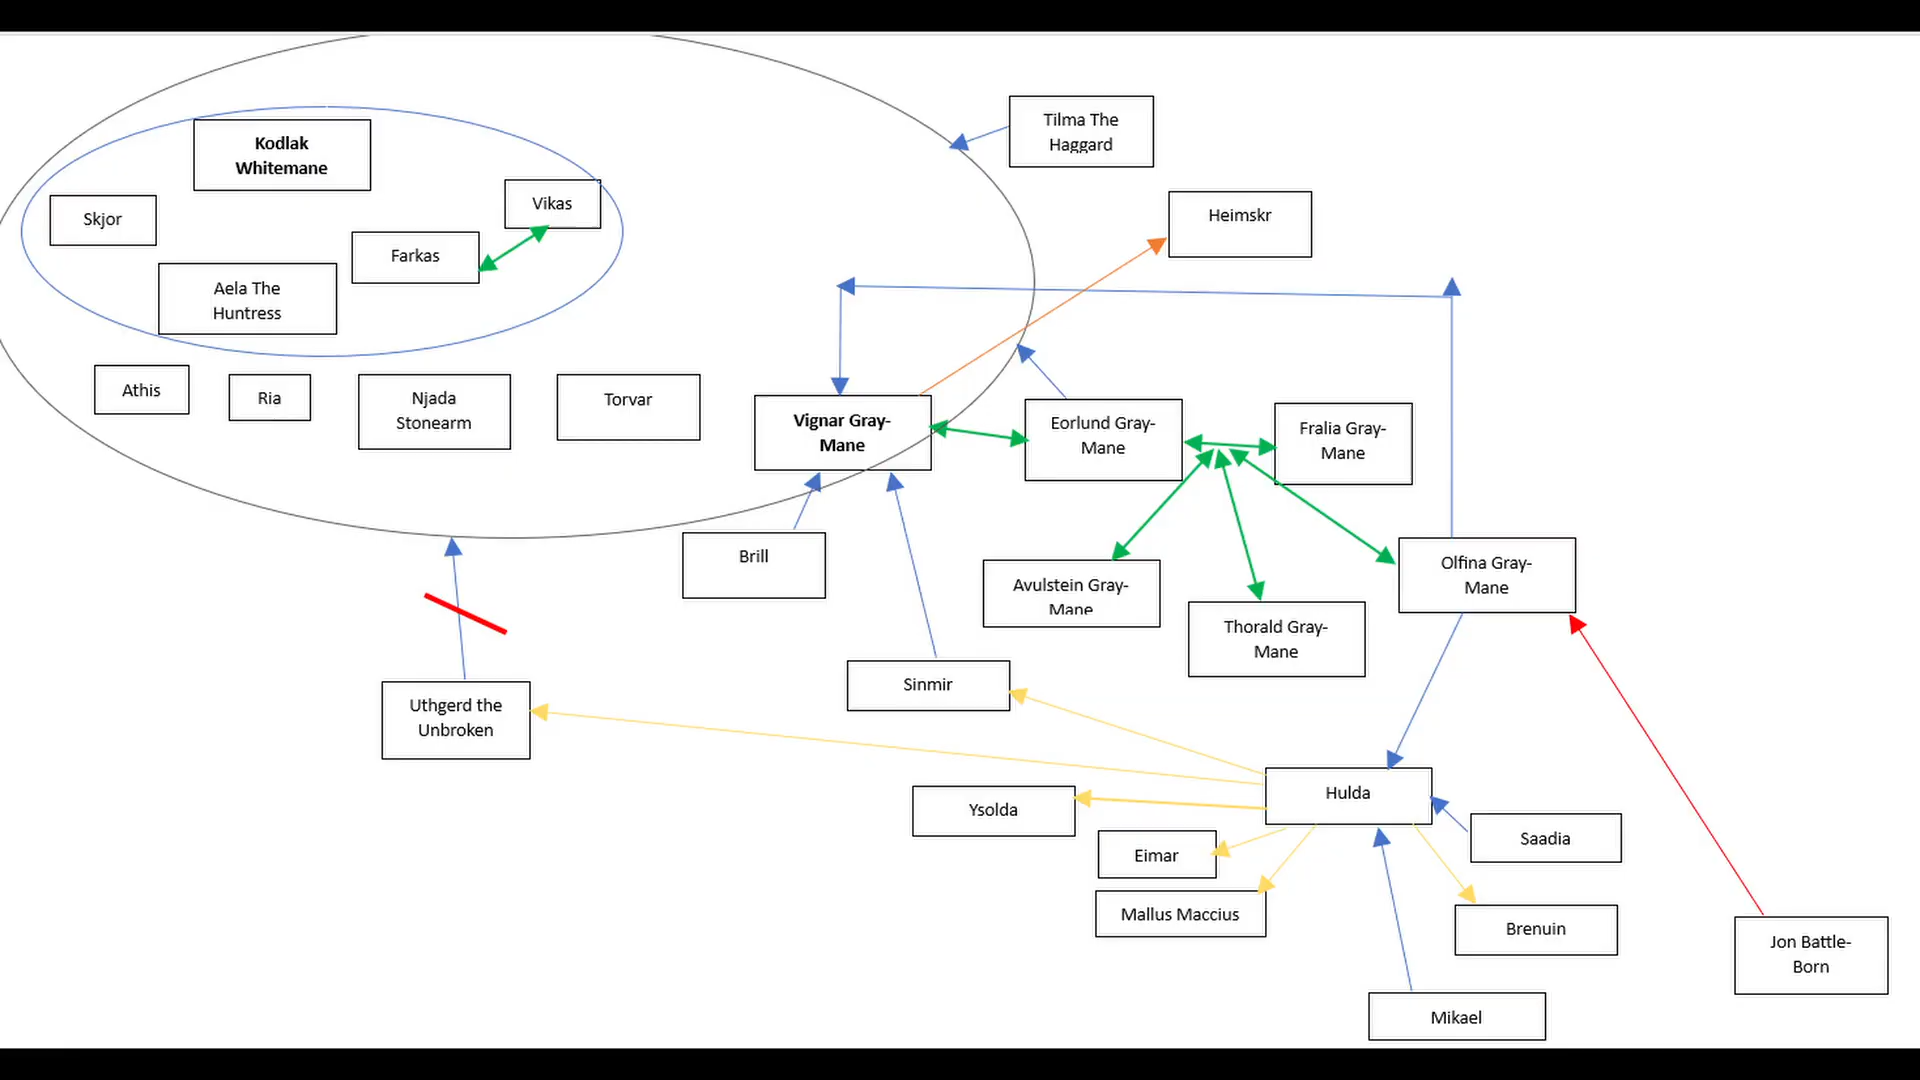 Tilma The
Haggard
Kodlak
Whitemane
Vikas
Skjor
Heimskr
Farkas
Aela The
Huntress
Athis
Ria
Njada
Stonearm
Torvar
Vignar Gray-
Mane
Eorlund Gray-
Mane
Fralia Gray-
Mane
Brill
Avulstein Gray-
Mane
Olfina Gray-
Mane
Thorald Gray-
Mane
Sinmir
Uthgerd the
Unbroken
Hulda
Ysolda
Saadia
Eimar
Mallus Maccius
Brenuin
Jon Battle-
Born
Mikael